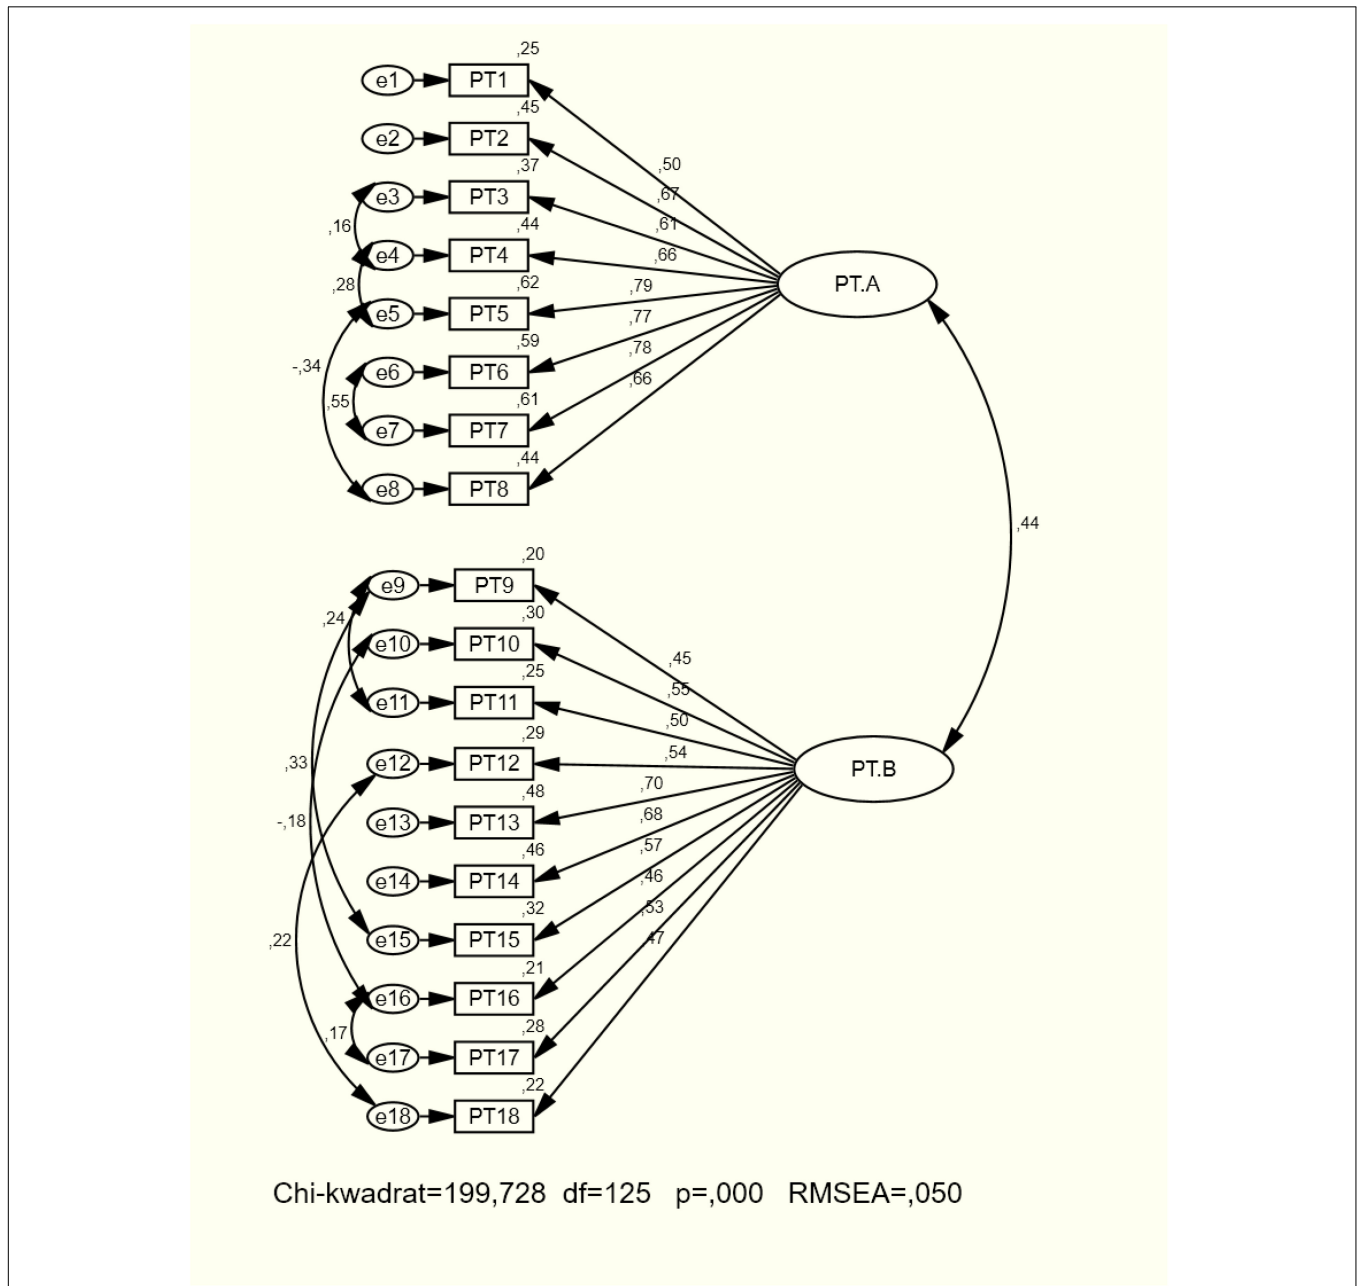 ,25
e1 PT1
,45
e2 PT2
,50
,37
e3 PT3
,67
,16
,44
,61
e4 PT4
,66
,28
,62
,79
e5 PT5
,77
-,34
,59
e6 PT6
,78
,55
,61
,66
e7 PT7
,44
e8 PT8
PT.A
,44
,20
e9 PT9
,24
,30
e10 PT10
,45
,25
,55
e11 PT11
,50
,29
,54
e12 PT12
,33
,48
,70
e13 PT13
-,18
,68
,46
,57
e14 PT14
,46
,32
,53
e15 PT15
,22
,47
,21
e16 PT16
,17
,28
e17 PT17
,22
e18 PT18
PT.B
Chi-kwadrat=199,728 df=125 p=,000 RMSEA=,050